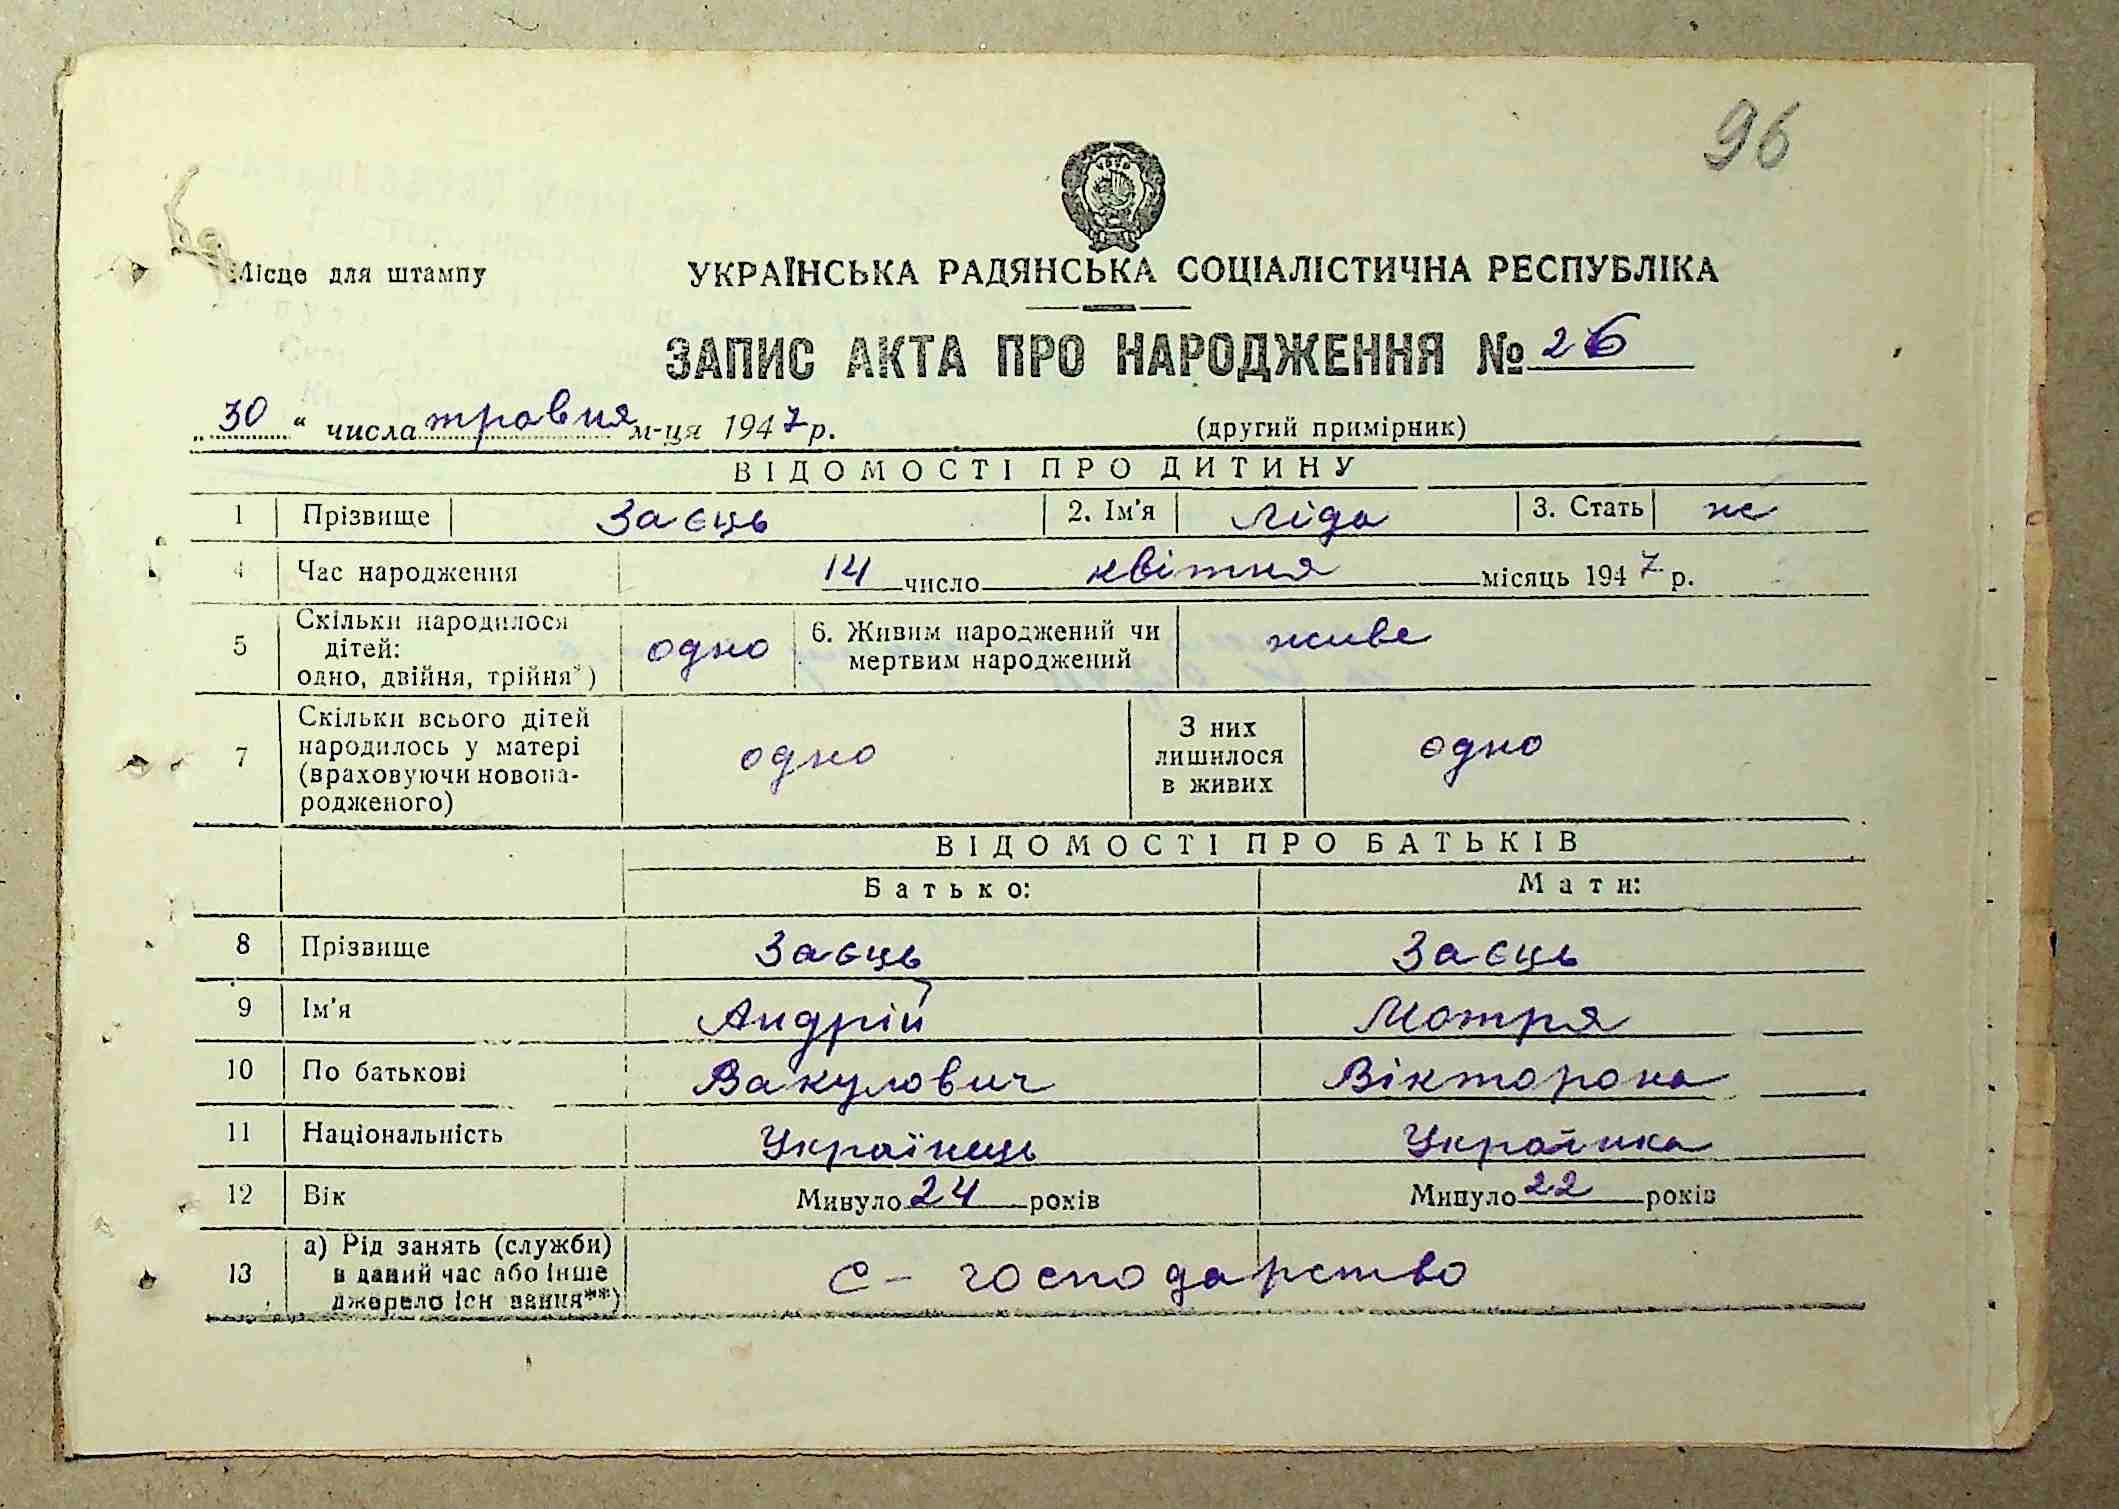 96
Місце для штампу
УКРАЇНСЬКА РАДЯНСЬКА СОЦІАЛІСТИЧНА РЕСПУБЛІКА
ЗАПИС АКТА ПРО НАРОДЖЕННЯ № 26
„30“ числа травня м-ця 1947 р.
(другий примірник)
ВІДОМОСТІ ПРО ДИТИНУ
1 Прізвище Заєць 2. Ім'я Ліда 3. Стать ж
4 Час народження 14 число квітня місяць 1947 р.
5 Скільки народилося дітей: одно, двійня, трійня*) одно 6. Живим народжений чи мертвим народжений живе
7 Скільки всього дітей народилось у матері (враховуючи новона-родженого) одно З них лишилося в живих одно
ВІДОМОСТІ ПРО БАТЬКІВ
Батько: Мати:
8 Прізвище Заєць Заєць
9 Ім'я Андрій Мотря
10 По батькові Вакулович Вікторона
11 Національність Українець Українка
12 Вік Минуло 24 років Минуло 22 років
13 а) Рід занять (служби) в даний час або інше джерело існ вання**) с-господарство